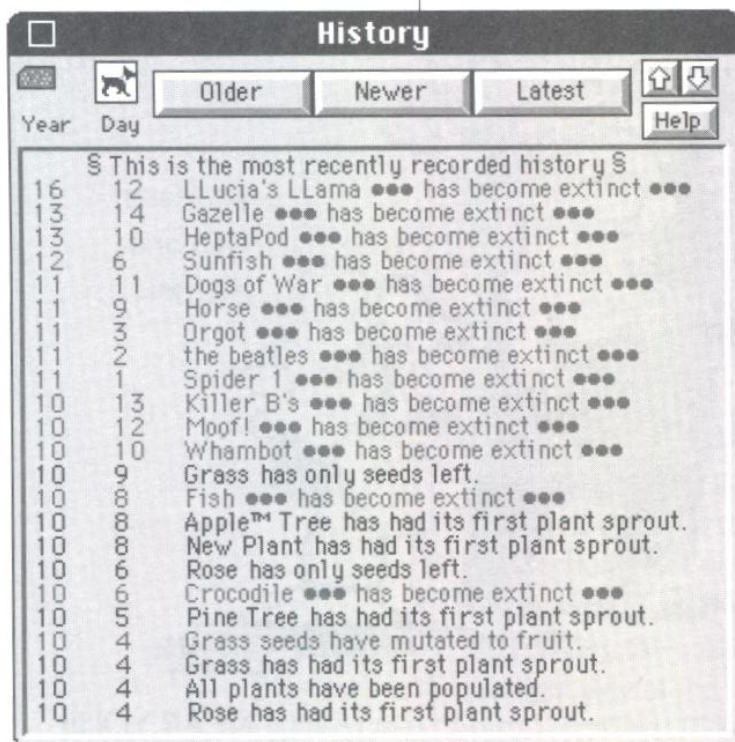 History
Older Newer Latest
Year Day Help
§ This is the most recently recorded history §
16 12 LLucia's LLama ••• has become extinct •••
13 14 Gazelle ••• has become extinct •••
13 10 HeptaPod ••• has become extinct •••
12 6 Sunfish ••• has become extinct •••
11 11 Dogs of War ••• has become extinct •••
11 9 Horse ••• has become extinct •••
11 3 Orgot ••• has become extinct •••
11 2 the beatles ••• has become extinct •••
11 1 Spider 1 ••• has become extinct •••
10 13 Killer B's ••• has become extinct •••
10 12 Moof! ••• has become extinct •••
10 10 Whambot ••• has become extinct •••
10 9 Grass has only seeds left.
10 8 Fish ••• has become extinct •••
10 8 Apple™ Tree has had its first plant sprout.
10 8 New Plant has had its first plant sprout.
10 6 Rose has only seeds left.
10 6 Crocodile ••• has become extinct •••
10 5 Pine Tree has had its first plant sprout.
10 4 Grass seeds have mutated to fruit.
10 4 Grass has had its first plant sprout.
10 4 All plants have been populated.
10 4 Rose has had its first plant sprout.